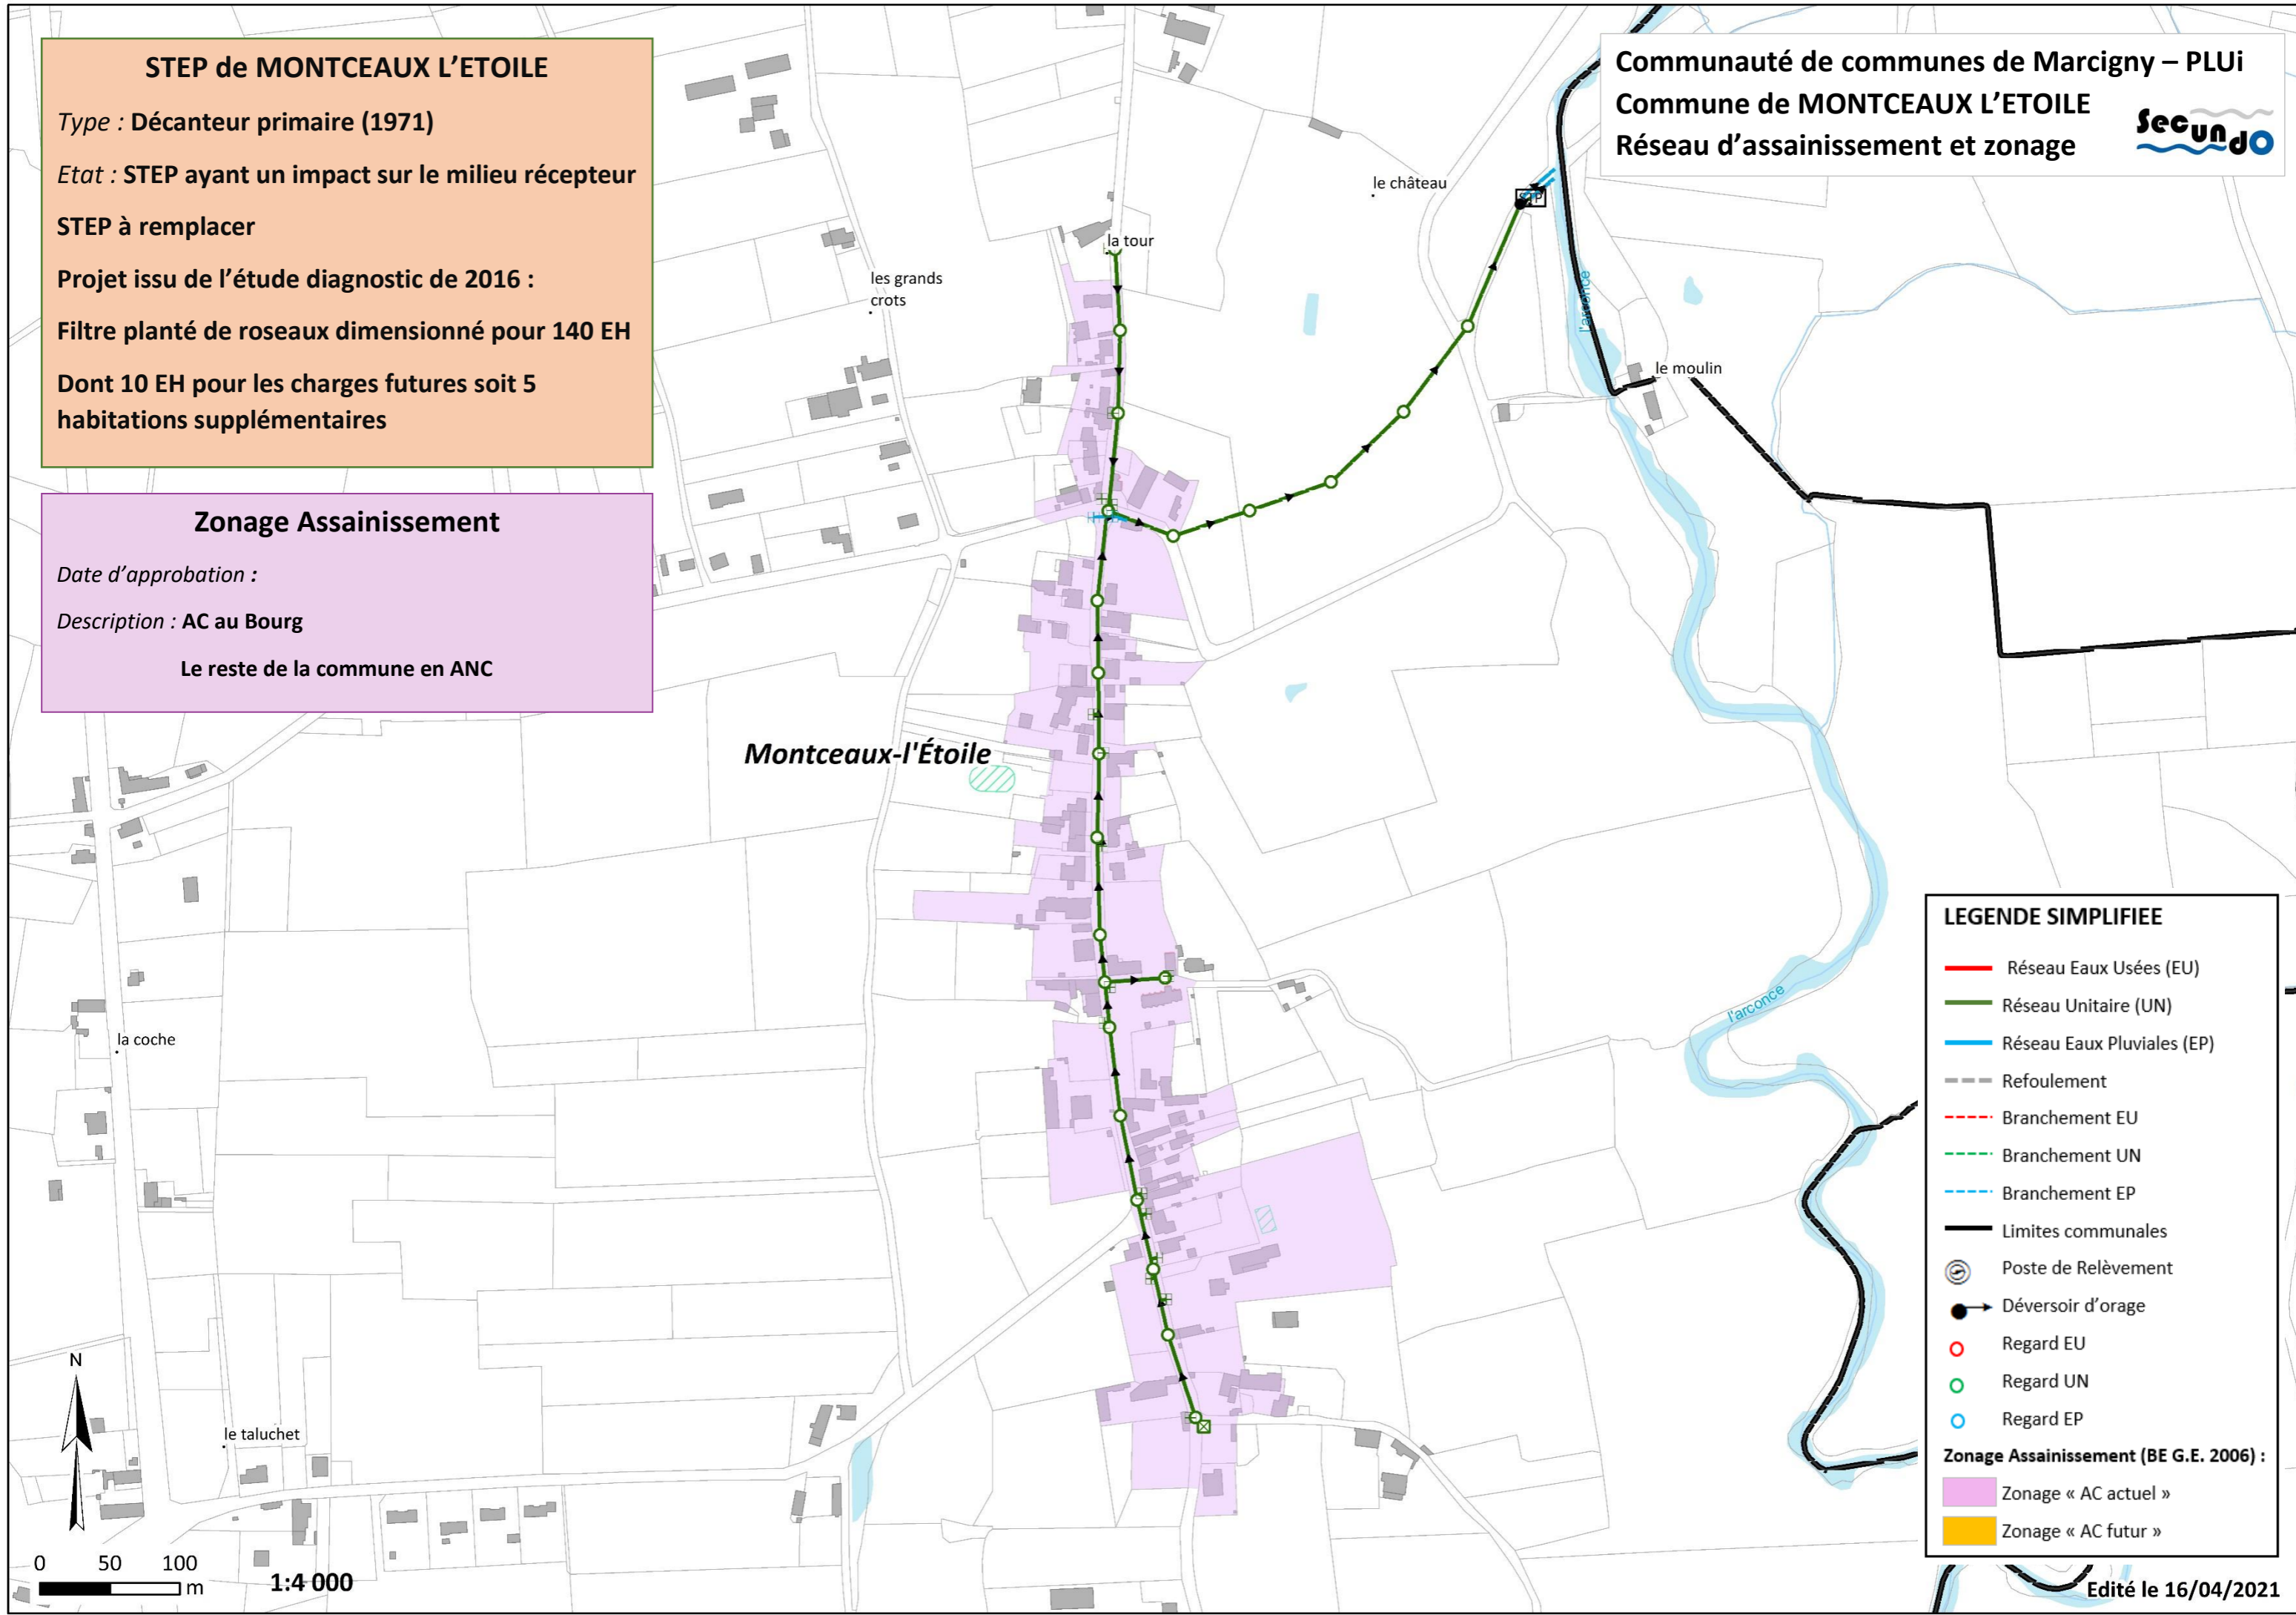 STEP de MONTCEAUX L'ETOILE
Type : Décanteur primaire (1971)
Etat : STEP ayant un impact sur le milieu récepteur
STEP à remplacer
Projet issu de l'étude diagnostic de 2016 :
Filtre planté de roseaux dimensionné pour 140 EH
Dont 10 EH pour les charges futures soit 5
habitations supplémentaires
Zonage Assainissement
Date d'approbation :
Description : AC au Bourg
Le reste de la commune en ANC
Communauté de communes de Marcigny – PLUi
Commune de MONTCEAUX L'ETOILE
Réseau d'assainissement et zonage
Secundo
le château
la tour
les grands
crots
l'arconce
le moulin
Montceaux-l'Étoile
l'arconce
la coche
le taluchet
N
0 50 100
m
1:4 000
LEGENDE SIMPLIFIEE
Réseau Eaux Usées (EU)
Réseau Unitaire (UN)
Réseau Eaux Pluviales (EP)
Refoulement
Branchement EU
Branchement UN
Branchement EP
Limites communales
Poste de Relèvement
Déversoir d'orage
Regard EU
Regard UN
Regard EP
Zonage Assainissement (BE G.E. 2006) :
Zonage « AC actuel »
Zonage « AC futur »
Edité le 16/04/2021